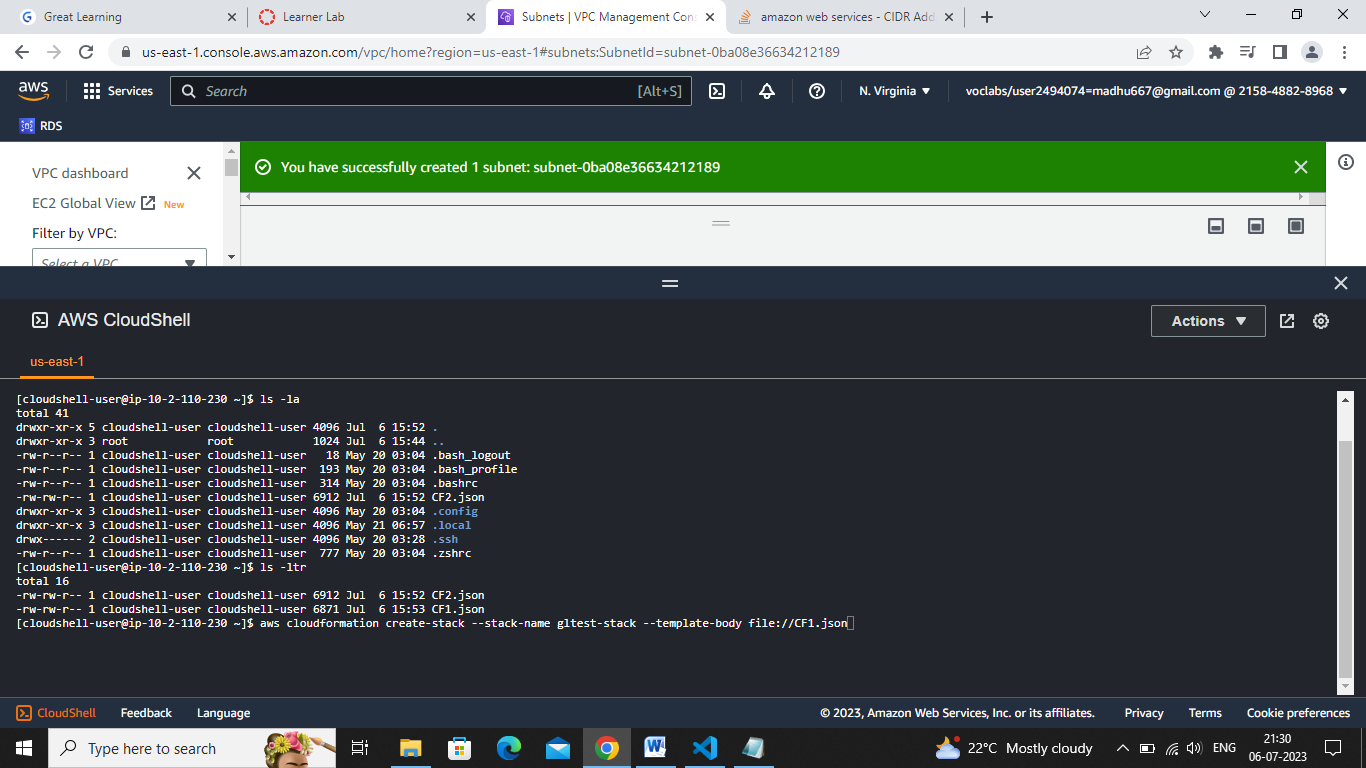 Great Learning
Learner Lab
Subnets | VPC Management Cons
amazon web services - CIDR Add
us-east-1.console.aws.amazon.com/vpc/home?region=us-east-1#subnets:SubnetId=subnet-0ba08e36634212189
aws
Services
Search
[Alt+S]
N. Virginia
voclabs/user2494074=madhu667@gmail.com @ 2158-4882-8968
RDS
VPC dashboard
EC2 Global View New
Filter by VPC:
Select a VPC
You have successfully created 1 subnet: subnet-0ba08e36634212189
AWS CloudShell
Actions
us-east-1
[cloudshell-user@ip-10-2-110-230 ~]$ ls -la
total 41
drwxr-xr-x 5 cloudshell-user cloudshell-user 4096 Jul  6 15:52 .
drwxr-xr-x 3 root            root            1024 Jul  6 15:44 ..
-rw-r--r-- 1 cloudshell-user cloudshell-user   18 May 20 03:04 .bash_logout
-rw-r--r-- 1 cloudshell-user cloudshell-user  193 May 20 03:04 .bash_profile
-rw-r--r-- 1 cloudshell-user cloudshell-user  314 May 20 03:04 .bashrc
-rw-rw-r-- 1 cloudshell-user cloudshell-user 6912 Jul  6 15:52 CF2.json
drwxr-xr-x 3 cloudshell-user cloudshell-user 4096 May 20 03:04 .config
drwxr-xr-x 3 cloudshell-user cloudshell-user 4096 May 21 06:57 .local
drwx------ 2 cloudshell-user cloudshell-user 4096 May 20 03:28 .ssh
-rw-r--r-- 1 cloudshell-user cloudshell-user  777 May 20 03:04 .zshrc
[cloudshell-user@ip-10-2-110-230 ~]$ ls -ltr
total 16
-rw-rw-r-- 1 cloudshell-user cloudshell-user 6912 Jul  6 15:52 CF2.json
-rw-rw-r-- 1 cloudshell-user cloudshell-user 6871 Jul  6 15:53 CF1.json
[cloudshell-user@ip-10-2-110-230 ~]$ aws cloudformation create-stack --stack-name gltest-stack --template-body file://CF1.json
CloudShell
Feedback
Language
© 2023, Amazon Web Services, Inc. or its affiliates.
Privacy
Terms
Cookie preferences
Type here to search
22°C Mostly cloudy
ENG
21:30
06-07-2023